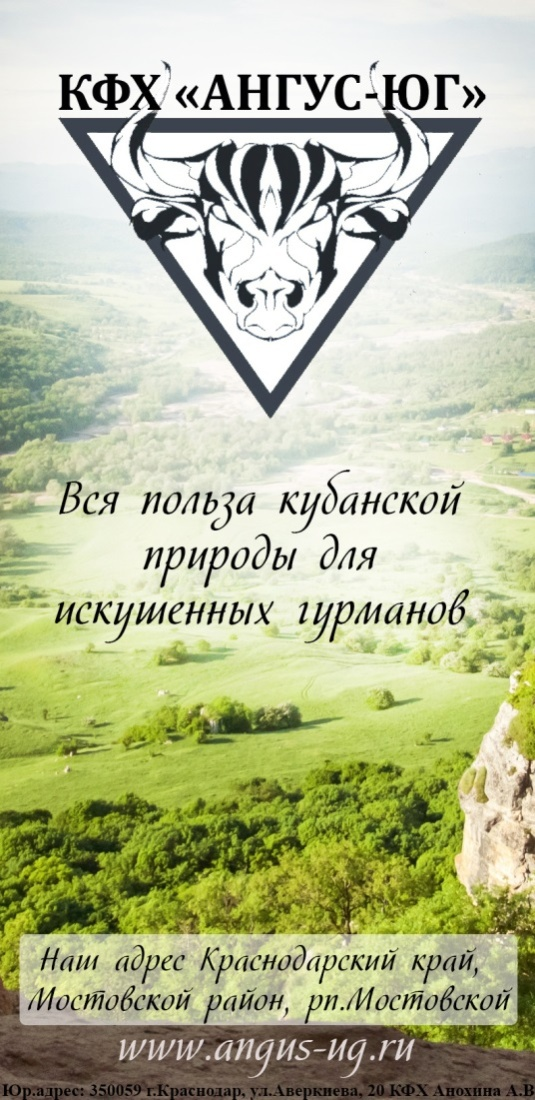 КФХ «АНГУС-ЮГ»
Вся польза кубанской
природы для
искушенных гурманов
Наш адрес Краснодарский край,
Мостовской район, рп.Мостовской
www.angus-ug.ru
Юр.адрес: 350059 г.Краснодар, ул.Аверкиева, 20 КФХ Анохина А.В